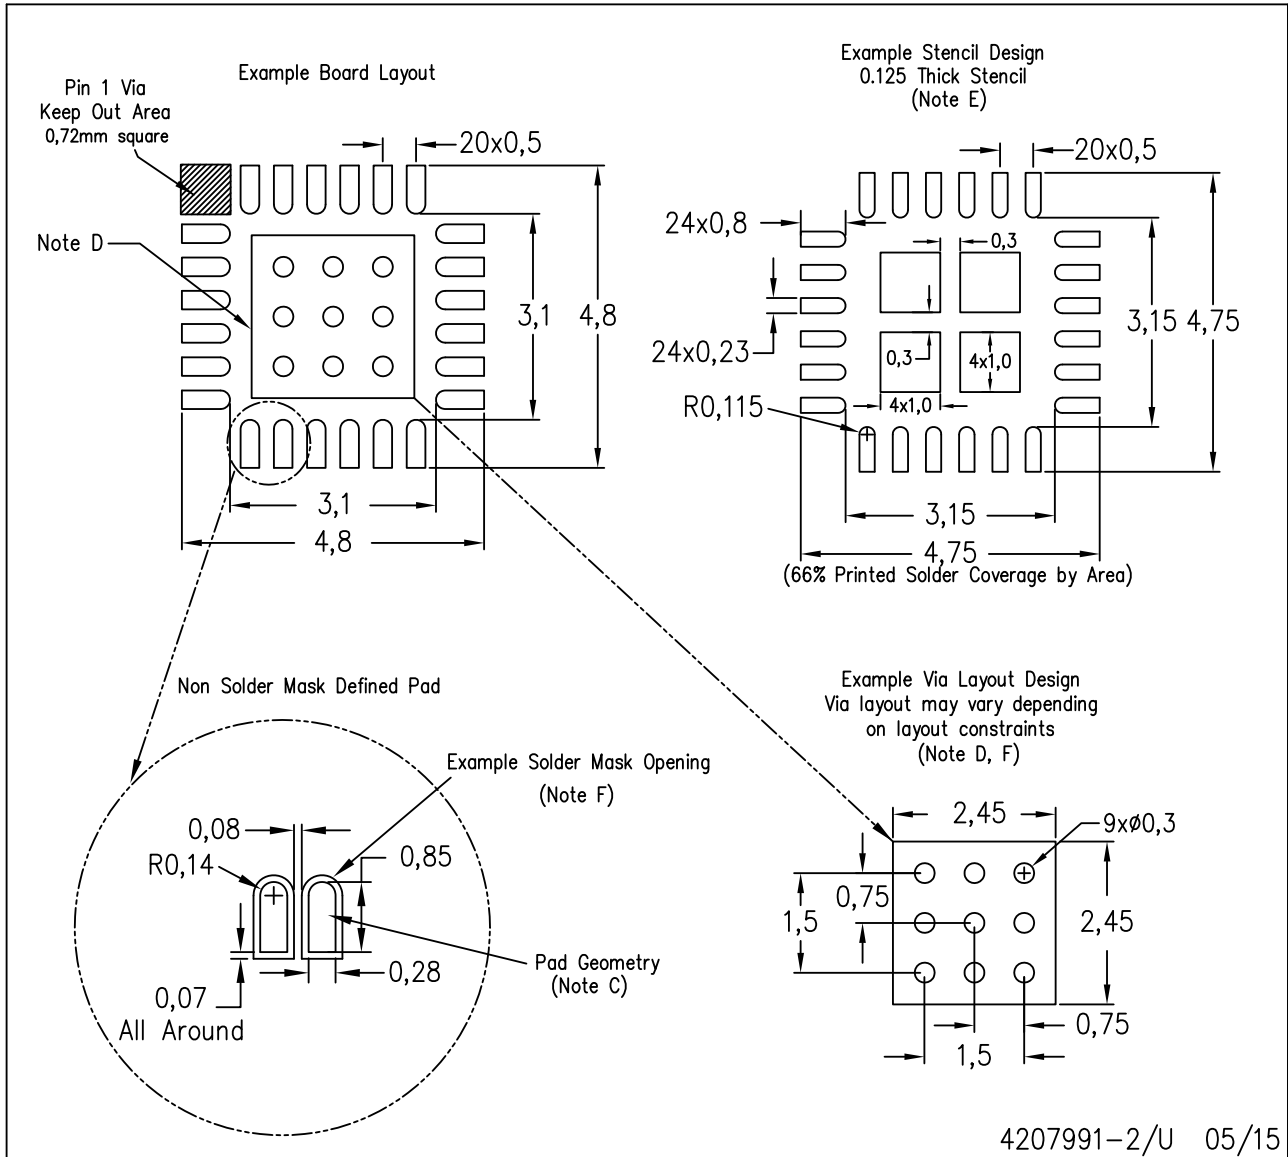 Example Board Layout
Pin 1 Via
Keep Out Area
0,72mm square
20x0,5
Note D
3,1
4,8
3,1
4,8
Example Stencil Design
0.125 Thick Stencil
(Note E)
20x0,5
24x0,8
0,3
24x0,23
0,3
4x1,0
4x1,0
R0,115
3,15
4,75
3,15
4,75
(66% Printed Solder Coverage by Area)
Non Solder Mask Defined Pad
Example Solder Mask Opening
(Note F)
0,08
R0,14
0,85
0,28
Pad Geometry
(Note C)
0,07
All Around
Example Via Layout Design
Via layout may vary depending
on layout constraints
(Note D, F)
2,45
9xø0,3
0,75
1,5
2,45
0,75
1,5
4207991-2/U 05/15